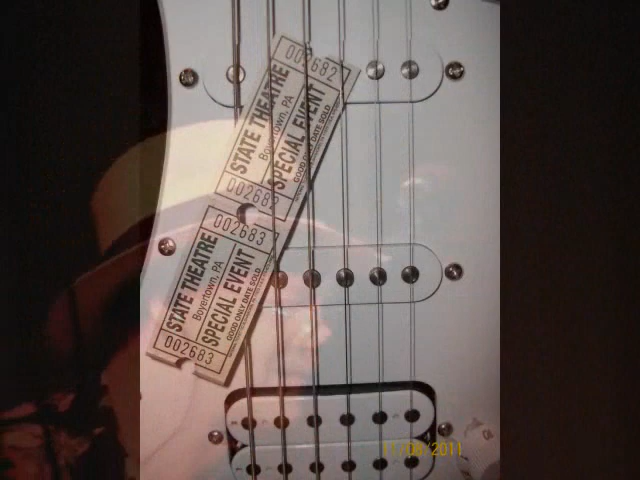 002682
STATE THEATRE
Boyertown, PA
SPECIAL EVENT
GOOD ONLY DATE SOLD
002683
STATE THEATRE
Boyertown, PA
SPECIAL EVENT
GOOD ONLY DATE SOLD
002683
11/06/2011